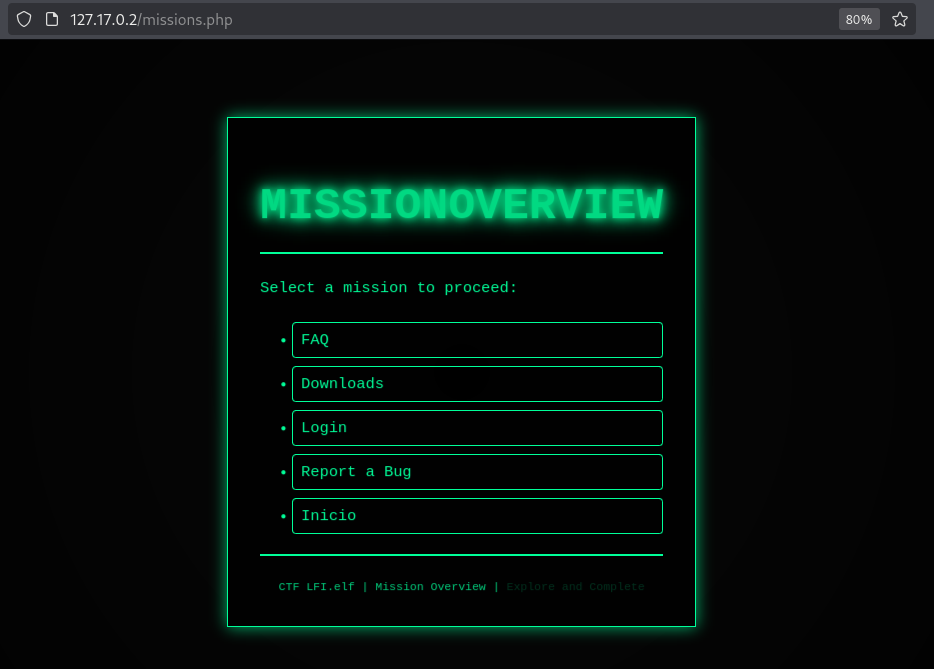 127.17.0.2/missions.php 80%
MISSIONOVERVIEW
Select a mission to proceed:
FAQ
Downloads
Login
Report a Bug
Inicio
CTF LFI.elf | Mission Overview | Explore and Complete